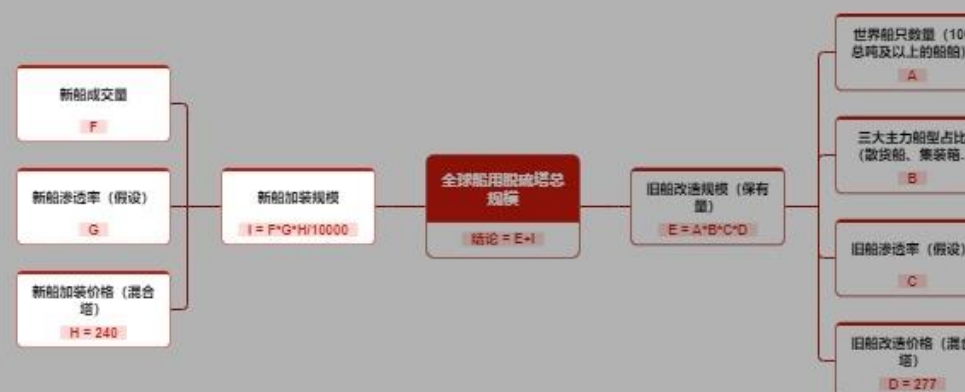 新船成交量
F
新船渗透率（假设）
G
新船加装价格（混合
塔）
H = 240
新船加装规模
I = F*G*H/10000
全球船用脱硫塔总
规模
结论 = E+I
旧船改造规模（保有
量）
E = A*B*C*D
世界船只数量（10
总吨及以上的船舶）
A
三大主力船型占比
（散货船、集装箱..
B
旧船渗透率（假设）
C
旧船改造价格（混合
塔）
D = 277